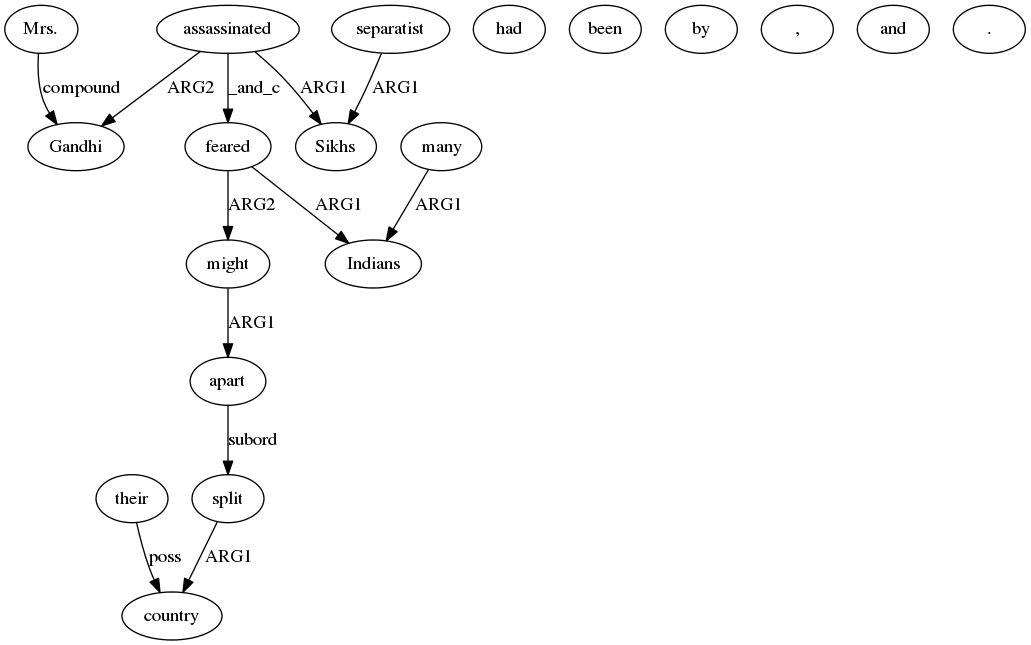 Mrs. assassinated separatist had been by , and .
compound ARG2 _and_c ARG1 ARG1
Gandhi feared Sikhs many
ARG2 ARG1 ARG1
might Indians
ARG1
apart
subord
their split
poss ARG1
country